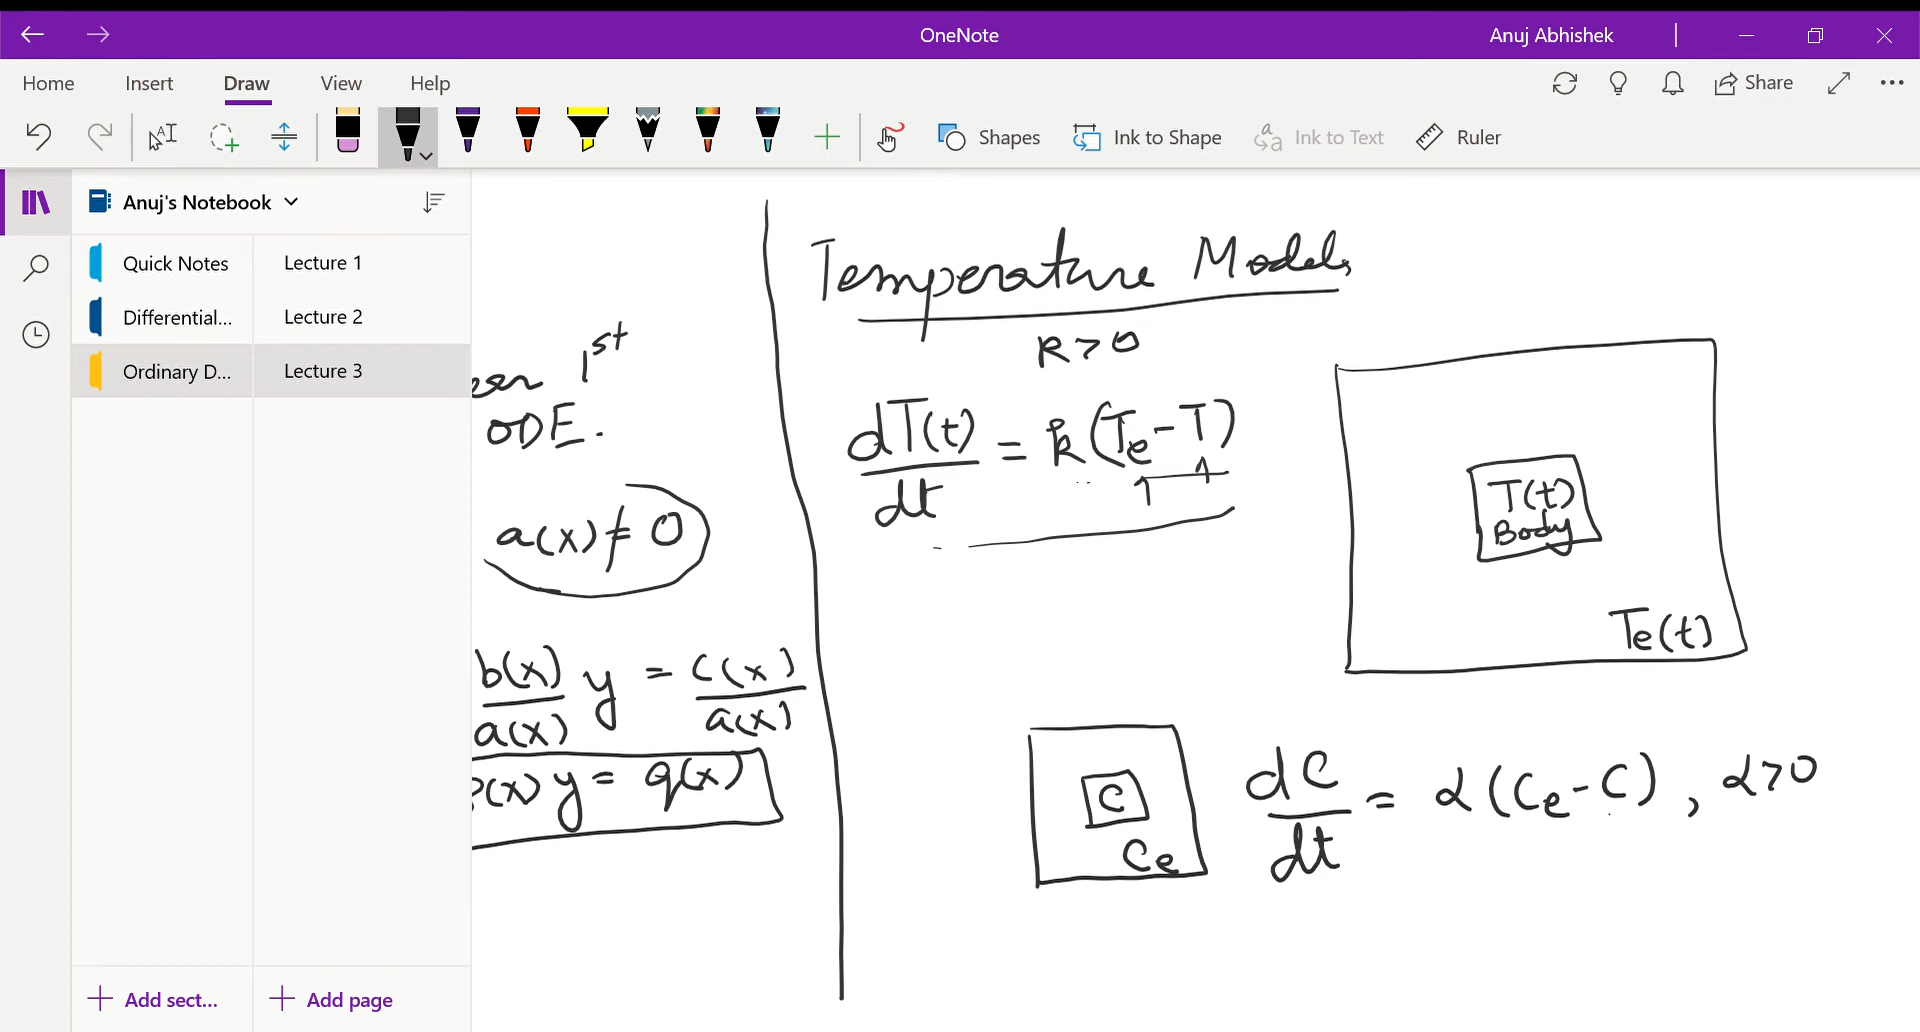 OneNote
Anuj Abhishek
Home Insert Draw View Help
Share
Shapes Ink to Shape Ink to Text Ruler
Anuj's Notebook
Quick Notes
Differential...
Ordinary D...
Lecture 1
Lecture 2
Lecture 3
Add sect...
Add page
1st
ODE.
a(x) ≠ 0
b(x)/a(x) y = c(x)/a(x)
p(x) y = q(x)
Temperature Models
k > 0
dT(t)/dt = k (Te - T)
T(t)
Body
Te(t)
C
Ce
dC/dt = α (Ce - C), α > 0